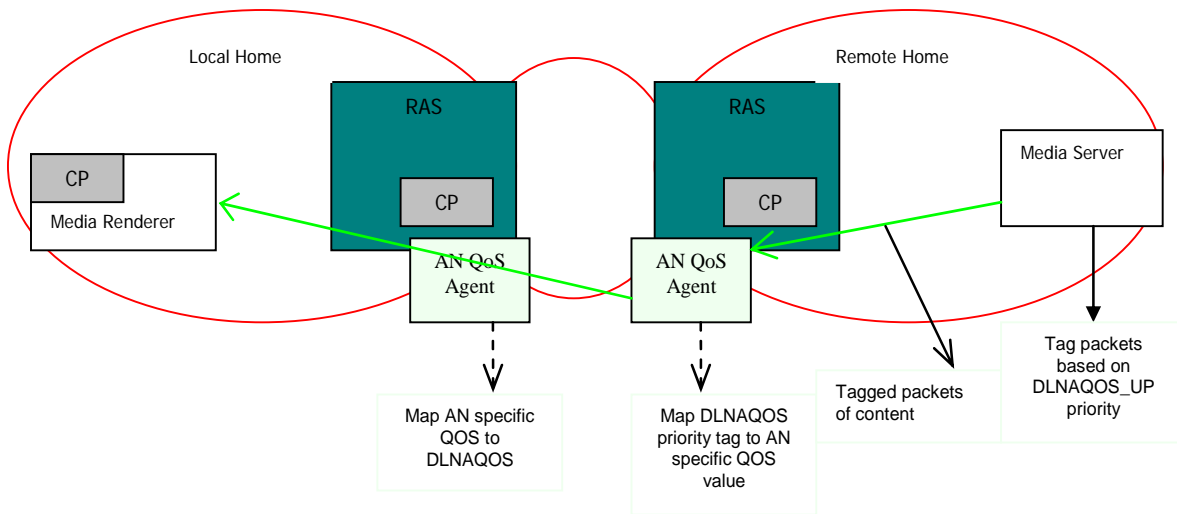 Local Home
Remote Home
RAS
RAS
Media Server
CP
Media Renderer
CP
CP
AN QoS
Agent
AN QoS
Agent
Tag packets
based on
DLNAQOS_UP
priority
Tagged packets
of content
Map AN specific
QOS to
DLNAQOS
Map DLNAQOS
priority tag to AN
specific QOS
value